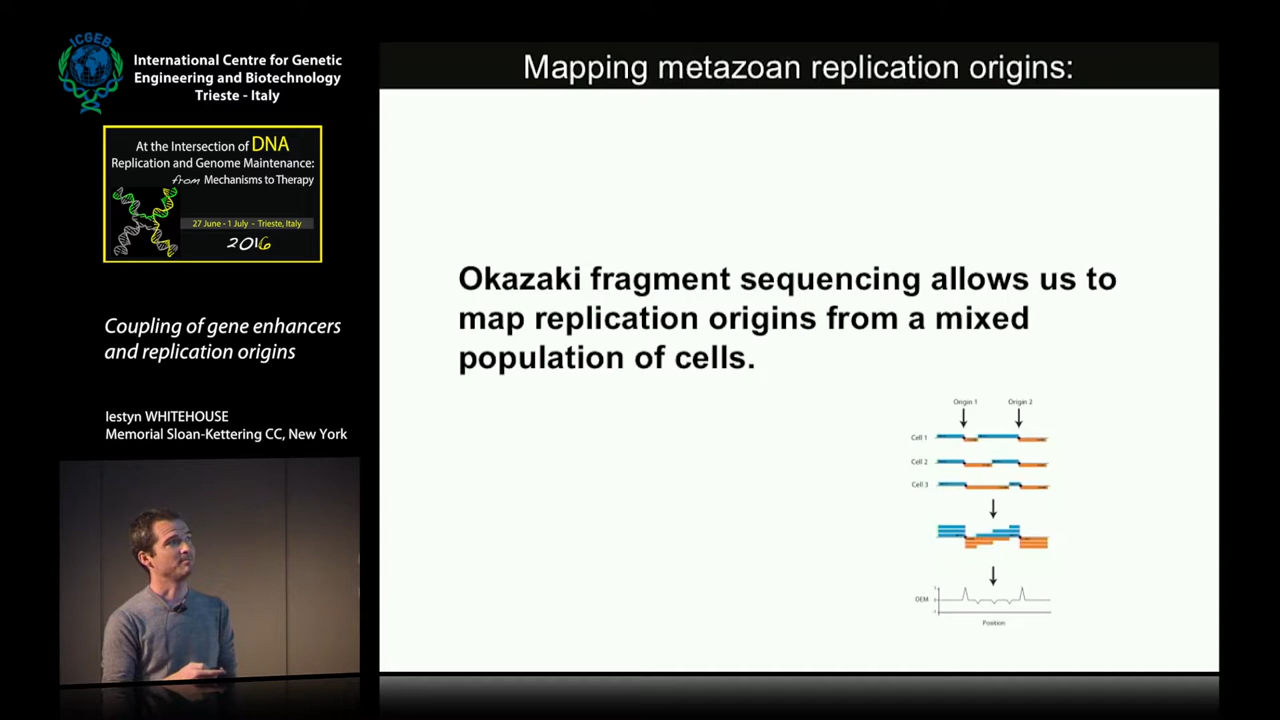 ICGEB
International Centre for Genetic
Engineering and Biotechnology
Trieste - Italy
At the Intersection of DNA
Replication and Genome Maintenance:
from Mechanisms to Therapy
27 June - 1 July - Trieste, Italy
2016
Coupling of gene enhancers
and replication origins
Iestyn WHITEHOUSE
Memorial Sloan-Kettering CC, New York
Mapping metazoan replication origins:
Okazaki fragment sequencing allows us to
map replication origins from a mixed
population of cells.
Origin 1 Origin 2
Cell 1
Cell 2
Cell 3
OEM
Position